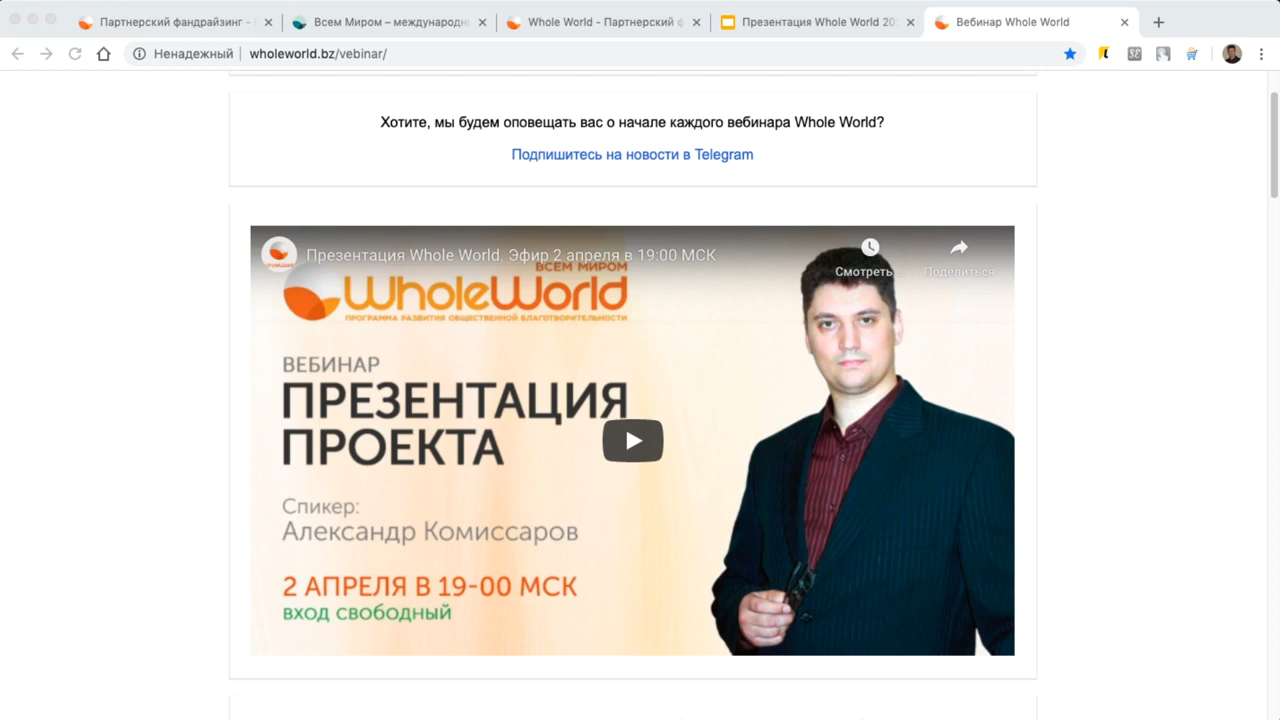 Партнерский фандрайзинг -
Всем Миром – международн
Whole World - Партнерский ф
Презентация Whole World 20
Вебинар Whole World
Ненадежный
wholeworld.bz/vebinar/
Хотите, мы будем оповещать вас о начале каждого вебинара Whole World?
Подпишитесь на новости в Telegram
Презентация Whole World. Эфир 2 апреля в 19:00 МСК
Смотреть...
Поделиться
ВСЕМ МИРОМ
WholeWorld
ПРОГРАММА РАЗВИТИЯ ОБЩЕСТВЕННОЙ БЛАГОТВОРИТЕЛЬНОСТИ
ВЕБИНАР
ПРЕЗЕНТАЦИЯ
ПРОЕКТА
Спикер:
Александр Комиссаров
2 АПРЕЛЯ В 19-00 МСК
ВХОД СВОБОДНЫЙ